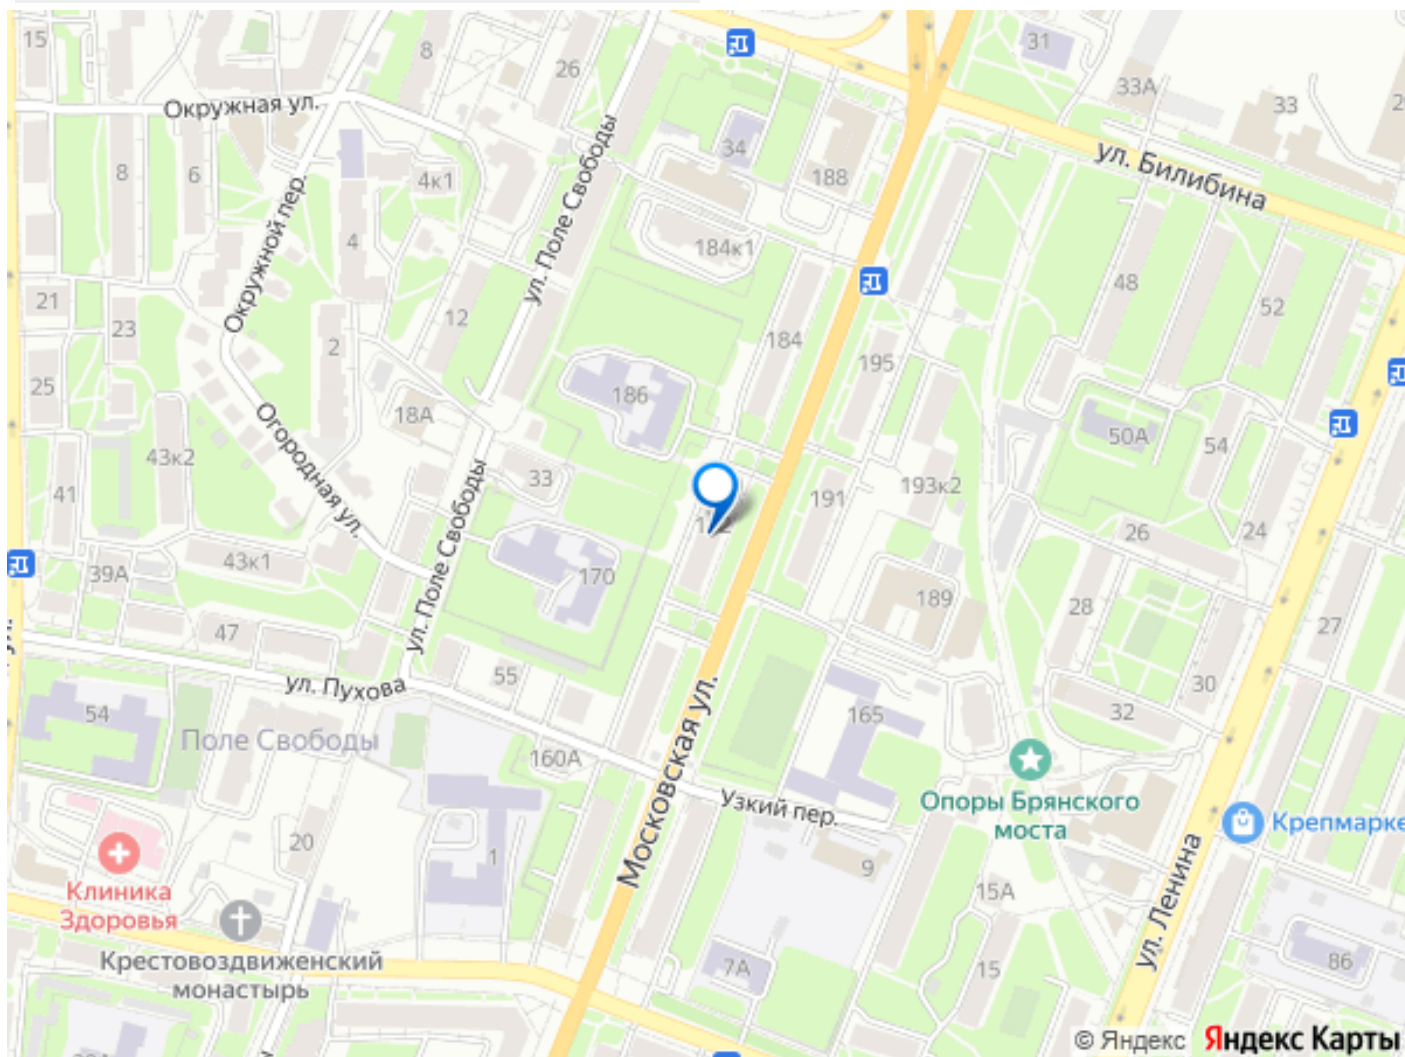 15
8
26
31
33А
33
Окружная ул.
ул. Поле Свободы
34
188
ул. Билибина
8
6
4к1
Окружной пер.
4
184к1
48
52
21
23
12
2
184
195
25
18А
186
50А
54
Огородная ул.
43к2
41
33
ул. Поле Свободы
191
193к2
26
24
39А
43к1
170
189
28
27
47
ул. Пухова
55
Московская ул.
165
30
32
54
Поле Свободы
160А
Узкий пер.
Опоры Брянского
моста
Крепмарке
20
1
9
Клиника
Здоровья
15А
ул. Ленина
Крестовоздвиженский
монастырь
7А
15
86
© Яндекс Яндекс Карты